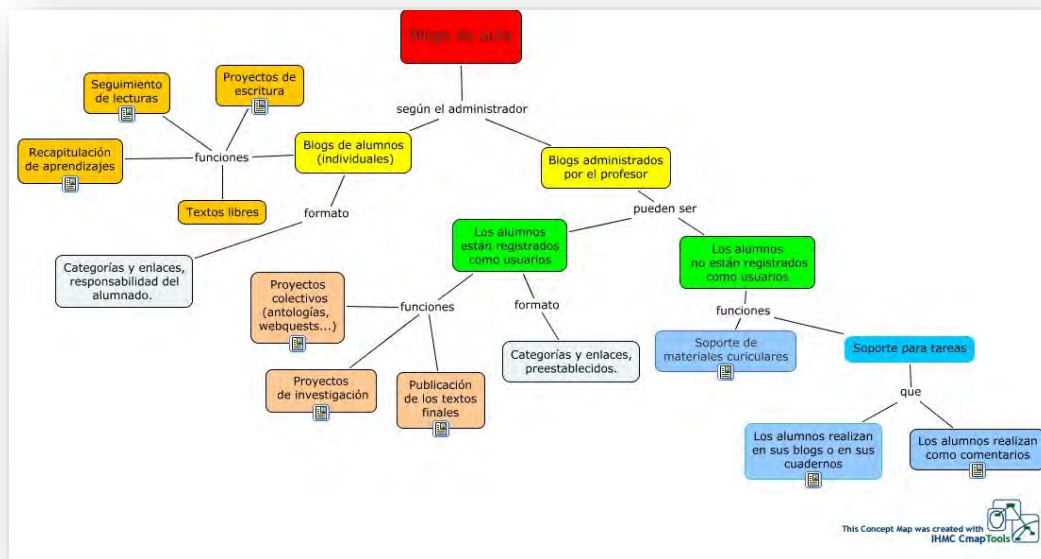 Blogs de aula
según el administrador
Seguimiento
de lecturas
Proyectos de
escritura
Recapitulación
de aprendizajes
funciones
Textos libres
Blogs de alumnos
(individuales)
formato
Categorías y enlaces,
responsabilidad del
alumnado.
Blogs administrados
por el profesor
pueden ser
Los alumnos
están registrados
como usuarios
Los alumnos
no están registrados
como usuarios
Proyectos
colectivos
(antologías,
webquests...)
funciones
formato
Proyectos
de investigación
Publicación
de los textos
finales
Categorías y enlaces,
preestablecidos.
funciones
Soporte de
materiales curiculares
Soporte para tareas
que
Los alumnos realizan
en sus blogs o en sus
cuadernos
Los alumnos realizan
como comentarios
This Concept Map was created with
IHMC CmapTools